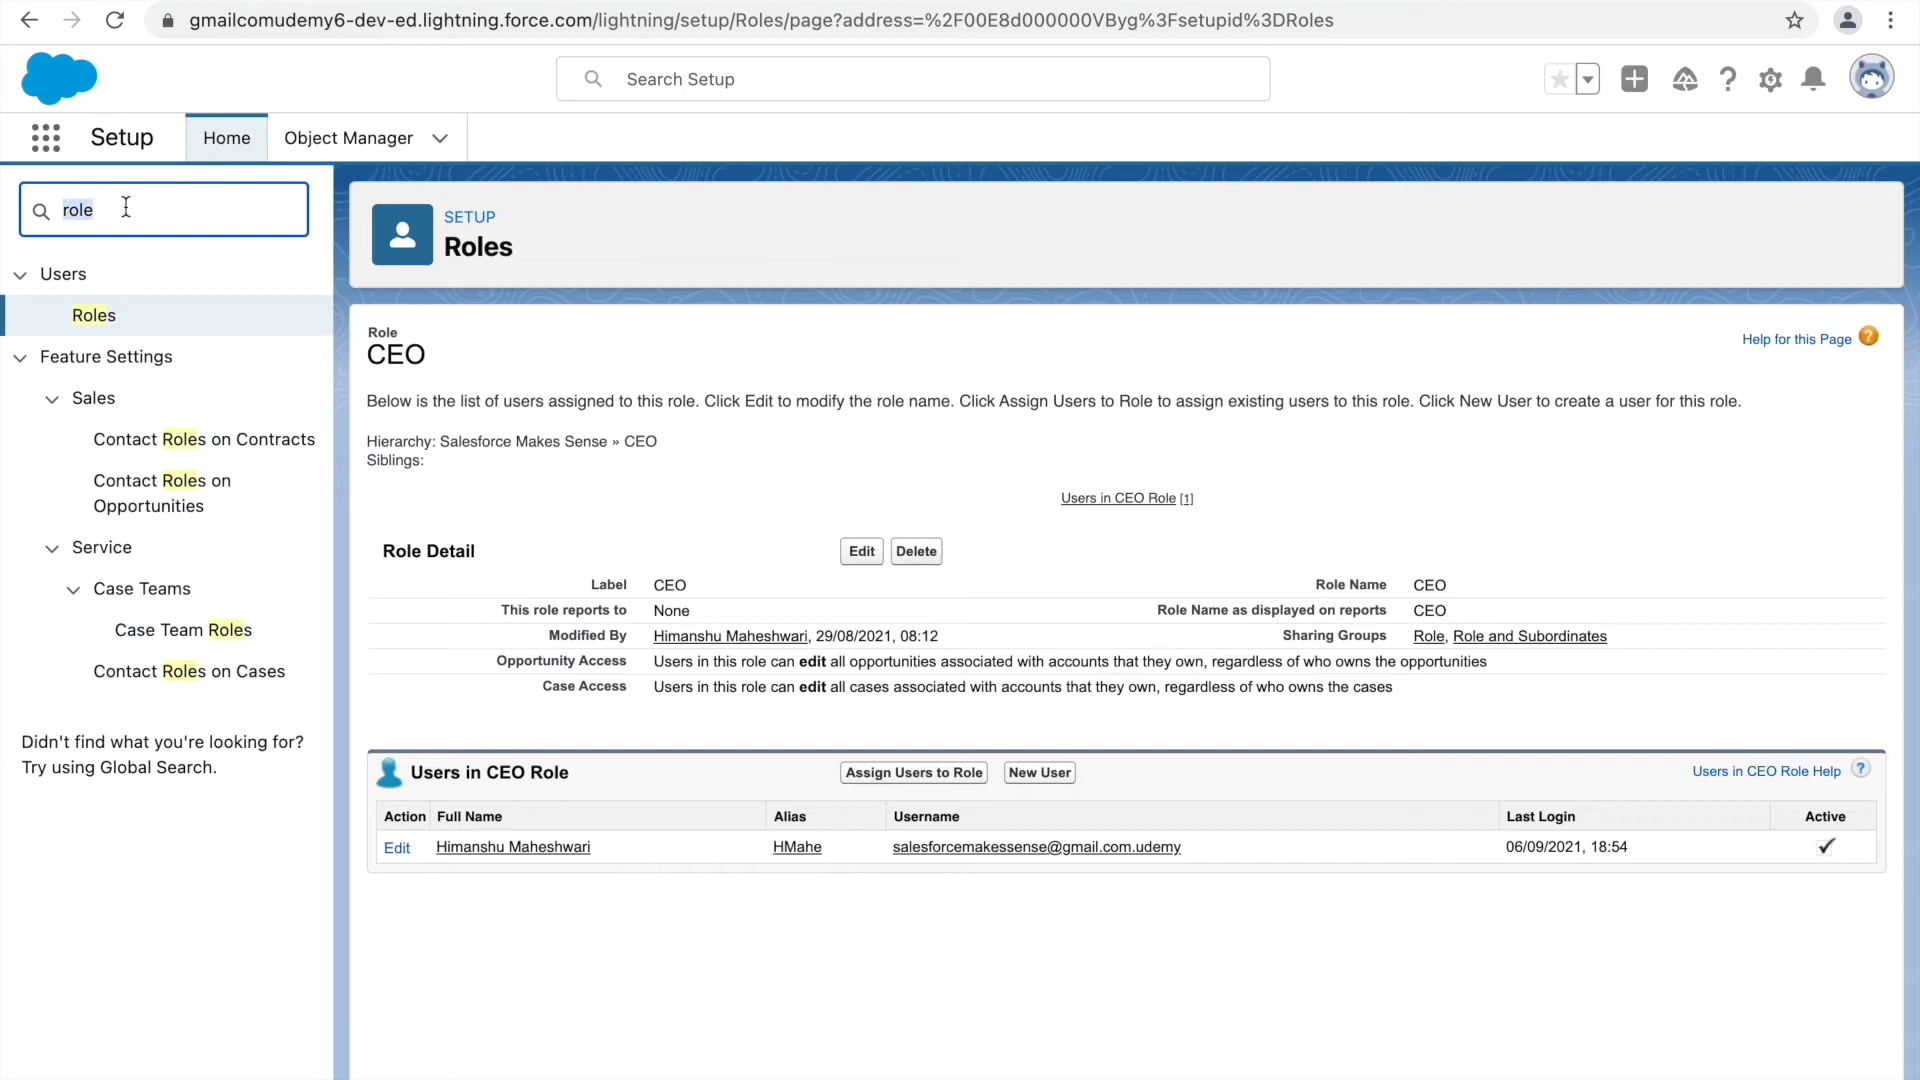 gmailcomudemy6-dev-ed.lightning.force.com/lightning/setup/Roles/page?address=%2F00E8d000000VByg%3Fsetupid%3DRoles
Search Setup
Setup
Home
Object Manager
role
Users
Roles
Feature Settings
Sales
Contact Roles on Contracts
Contact Roles on
Opportunities
Service
Case Teams
Case Team Roles
Contact Roles on Cases
Didn't find what you're looking for?
Try using Global Search.
SETUP
Roles
Role
CEO
Help for this Page
Below is the list of users assigned to this role. Click Edit to modify the role name. Click Assign Users to Role to assign existing users to this role. Click New User to create a user for this role.
Hierarchy: Salesforce Makes Sense » CEO
Siblings:
Users in CEO Role [1]
Role Detail Edit Delete
Label CEO Role Name CEO
This role reports to None Role Name as displayed on reports CEO
Modified By Himanshu Maheshwari, 29/08/2021, 08:12 Sharing Groups Role, Role and Subordinates
Opportunity Access Users in this role can edit all opportunities associated with accounts that they own, regardless of who owns the opportunities
Case Access Users in this role can edit all cases associated with accounts that they own, regardless of who owns the cases
Users in CEO Role Assign Users to Role New User Users in CEO Role Help ?
Action Full Name Alias Username Last Login Active
Edit Himanshu Maheshwari HMahe salesforcemakessense@gmail.com.udemy 06/09/2021, 18:54